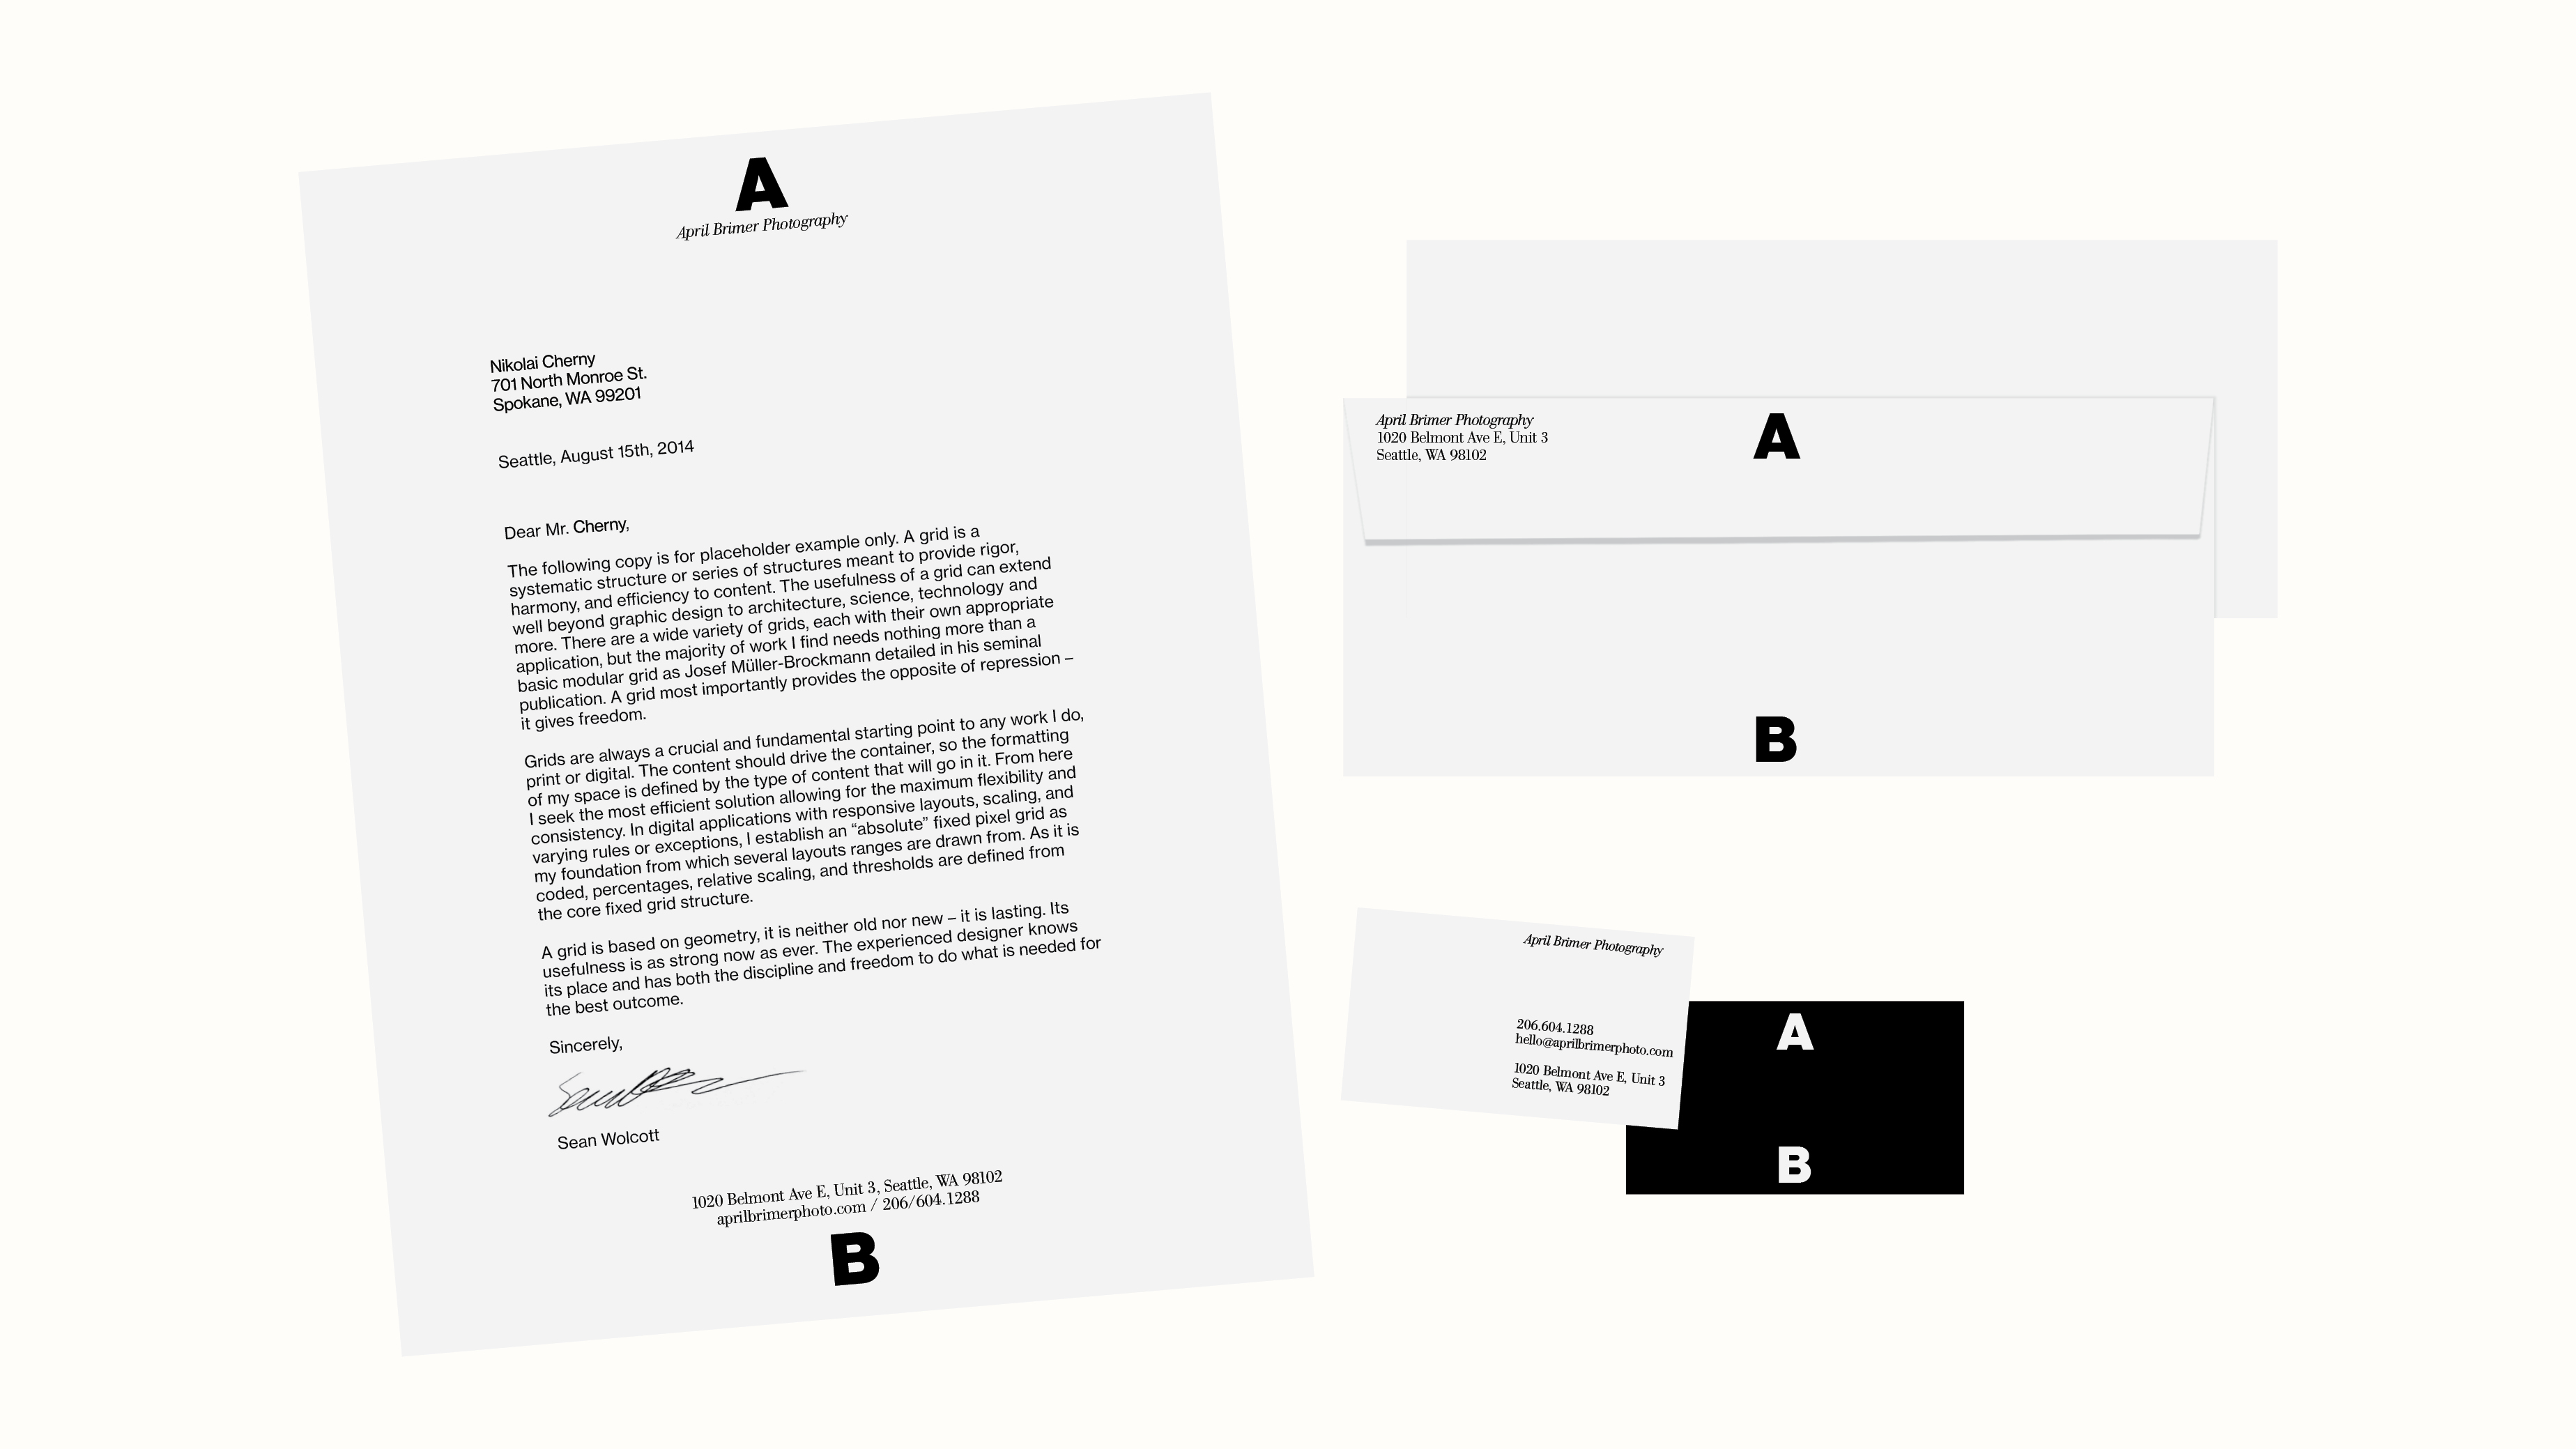 A
April Brimer Photography
Nikolai Cherny
701 North Monroe St.
Spokane, WA 99201
Seattle, August 15th, 2014
Dear Mr. Cherny,
The following copy is for placeholder example only. A grid is a
systematic structure or series of structures meant to provide rigor,
harmony, and efficiency to content. The usefulness of a grid can extend
well beyond graphic design to architecture, science, technology and
more. There are a wide variety of grids, each with their own appropriate
application, but the majority of work I find needs nothing more than a
basic modular grid as Josef Müller-Brockmann detailed in his seminal
publication. A grid most importantly provides the opposite of repression –
it gives freedom.
Grids are always a crucial and fundamental starting point to any work I do,
print or digital. The content should drive the container, so the formatting
of my space is defined by the type of content that will go in it. From here
I seek the most efficient solution allowing for the maximum flexibility and
consistency. In digital applications with responsive layouts, scaling, and
varying rules or exceptions, I establish an “absolute” fixed pixel grid as
my foundation from which several layouts ranges are drawn from. As it is
coded, percentages, relative scaling, and thresholds are defined from
the core fixed grid structure.
A grid is based on geometry, it is neither old nor new – it is lasting. Its
usefulness is as strong now as ever. The experienced designer knows
its place and has both the discipline and freedom to do what is needed for
the best outcome.
Sincerely,
Sean Wolcott
1020 Belmont Ave E, Unit 3, Seattle, WA 98102
aprilbrimerphoto.com / 206/604.1288
B
April Brimer Photography
1020 Belmont Ave E, Unit 3
Seattle, WA 98102
A
B
April Brimer Photography
206.604.1288
hello@aprilbrimerphoto.com
1020 Belmont Ave E, Unit 3
Seattle, WA 98102
A
B